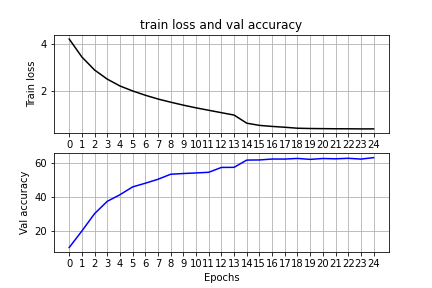 train loss and val accuracy
4
2
Train loss
0 1 2 3 4 5 6 7 8 9 10 11 12 13 14 15 16 17 18 19 20 21 22 23 24
60
40
20
Val accuracy
0 1 2 3 4 5 6 7 8 9 10 11 12 13 14 15 16 17 18 19 20 21 22 23 24
Epochs